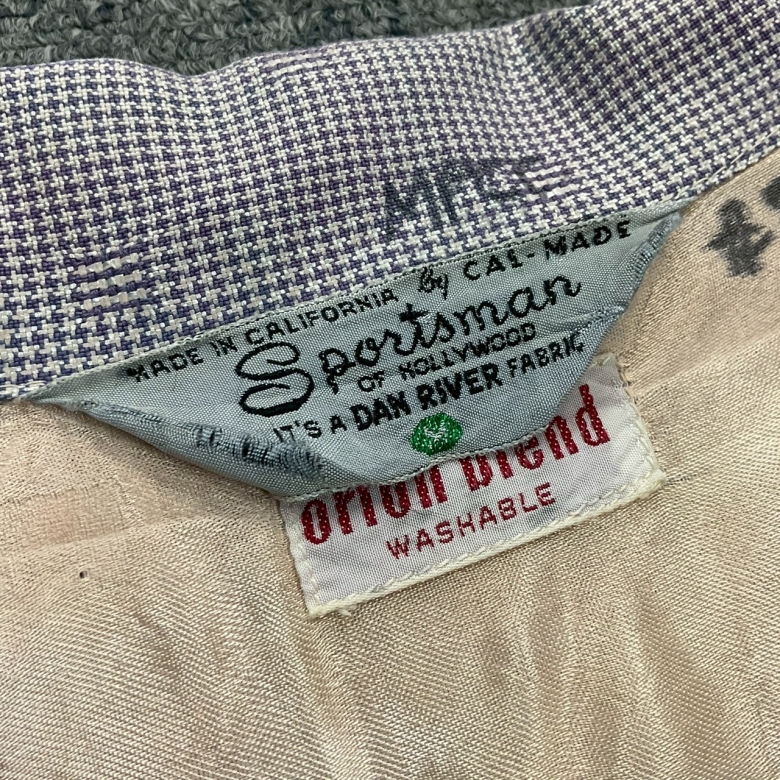 MADE IN CALIFORNIA By CAL-MADE
Sportsman
OF HOLLYWOOD
IT'S A DAN RIVER FABRIC
orlon blend
WASHABLE